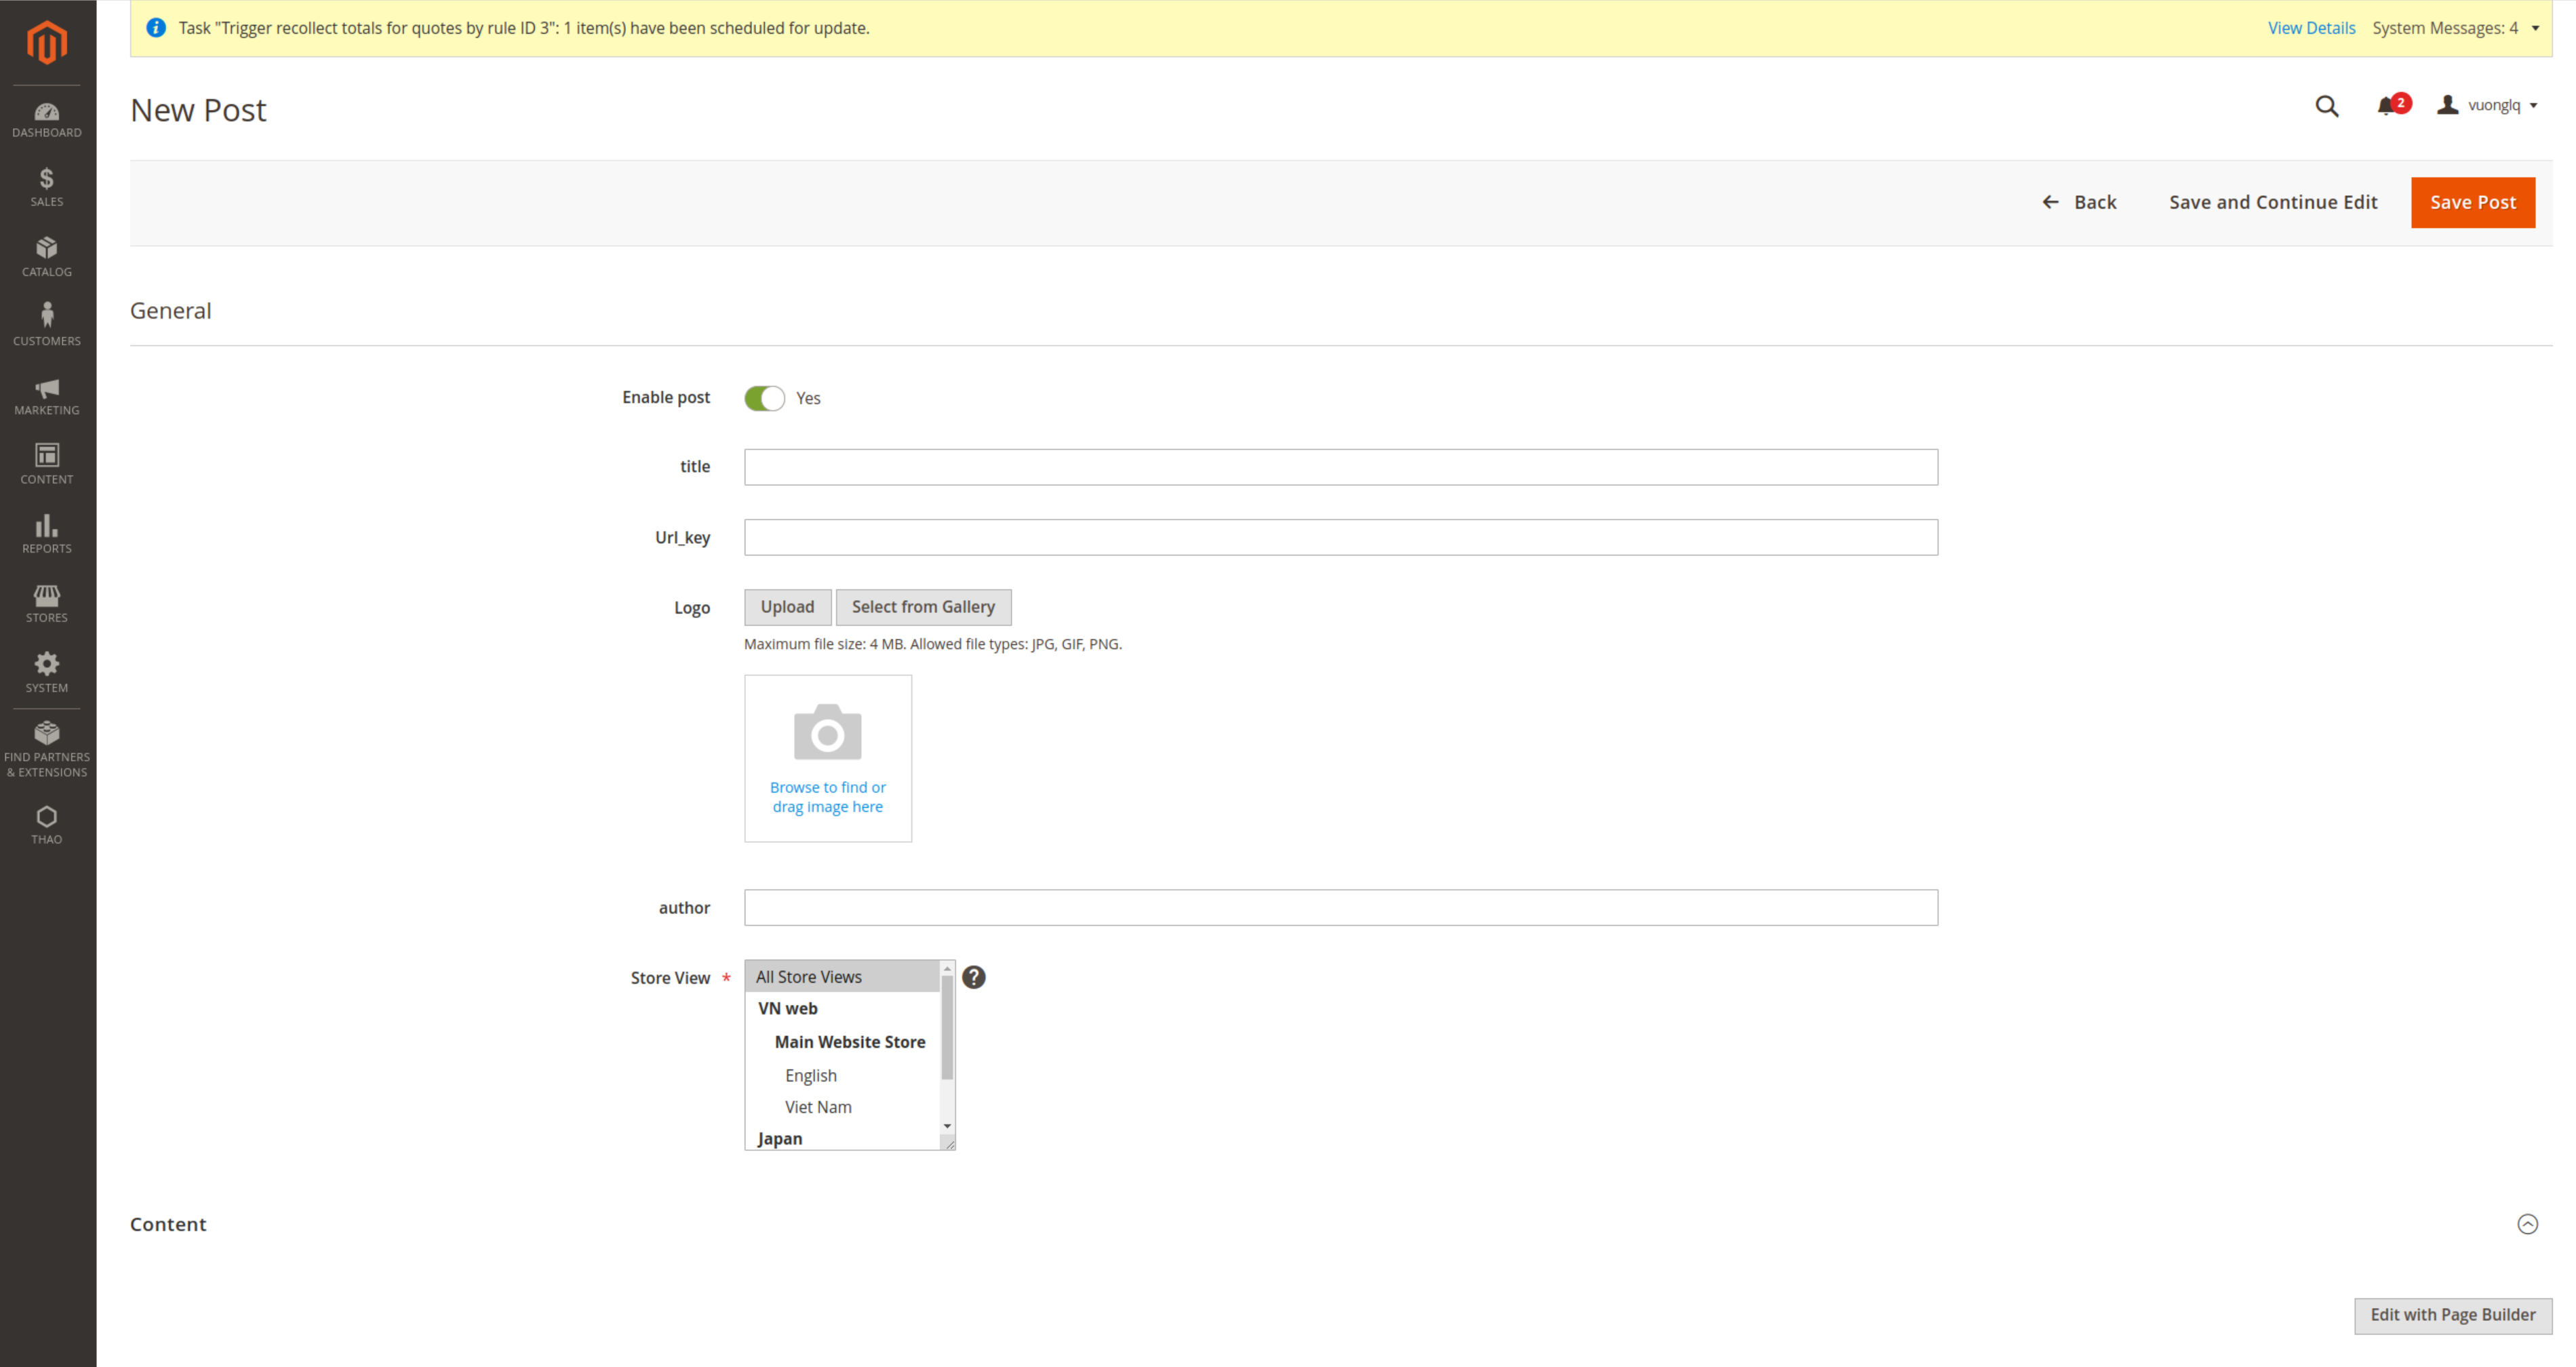 Task "Trigger recollect totals for quotes by rule ID 3": 1 item(s) have been scheduled for update.
View Details
System Messages: 4
New Post
2
vuonglq
DASHBOARD
SALES
CATALOG
CUSTOMERS
MARKETING
CONTENT
REPORTS
STORES
SYSTEM
FIND PARTNERS
& EXTENSIONS
THAO
Back
Save and Continue Edit
Save Post
General
Enable post
Yes
title
Url_key
Logo
Upload
Select from Gallery
Maximum file size: 4 MB. Allowed file types: JPG, GIF, PNG.
Browse to find or
drag image here
author
Store View *
All Store Views
?
VN web
Main Website Store
English
Viet Nam
Japan
Content
Edit with Page Builder